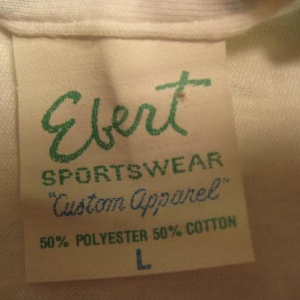 Ebert
SPORTSWEAR
"Custom Apparel"
50% POLYESTER 50% COTTON
L